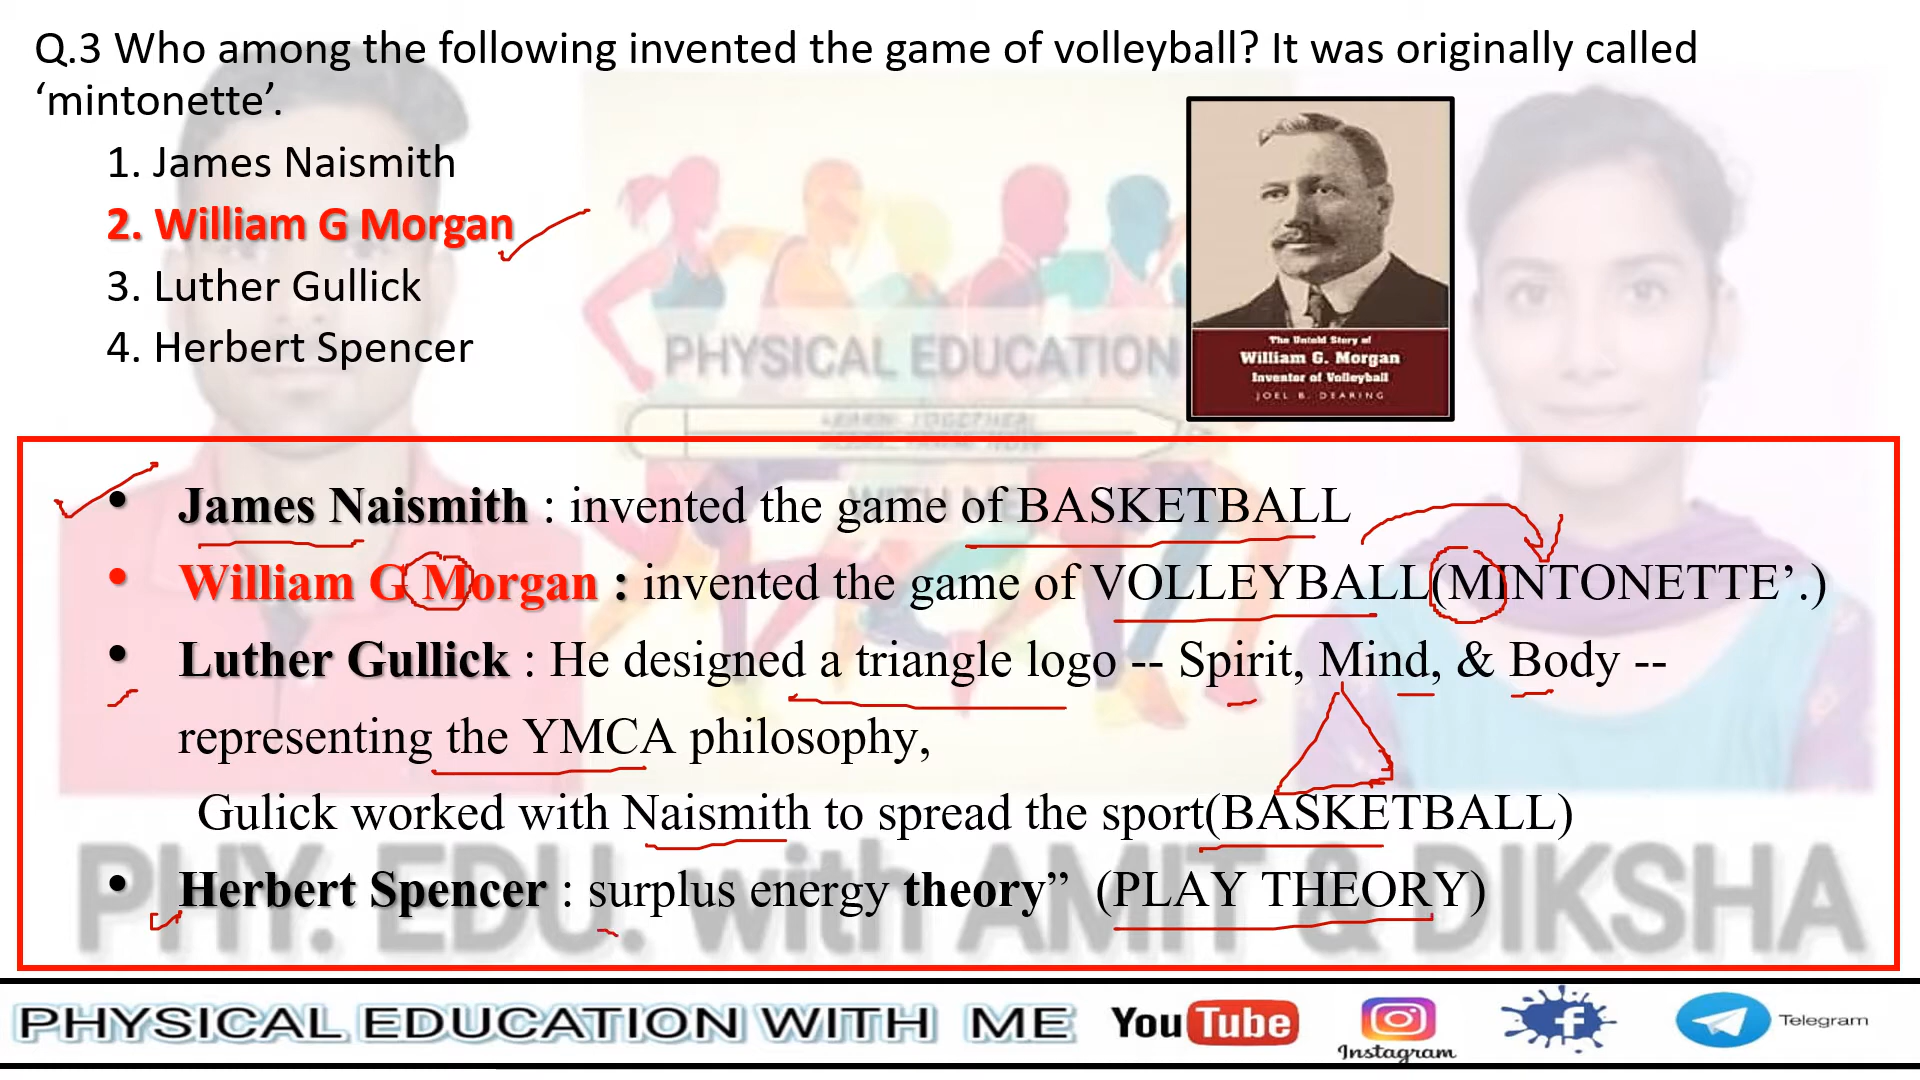 Q.3 Who among the following invented the game of volleyball? It was originally called
‘mintonette’.
1. James Naismith
2. William G Morgan
3. Luther Gullick
4. Herbert Spencer
The Untold Story of
William G. Morgan
Inventor of Volleyball
JOEL B. DEARING
PHYSICAL EDUCATION
LEARN TOGETHER
• James Naismith : invented the game of BASKETBALL
• William G Morgan : invented the game of VOLLEYBALL(MINTONETTE’.)
• Luther Gullick : He designed a triangle logo -- Spirit, Mind, & Body --
representing the YMCA philosophy,
Gulick worked with Naismith to spread the sport(BASKETBALL)
• Herbert Spencer : surplus energy theory” (PLAY THEORY)
PHY. EDU. with AMIT & DIKSHA
PHYSICAL EDUCATION WITH ME YouTube Instagram f Telegram